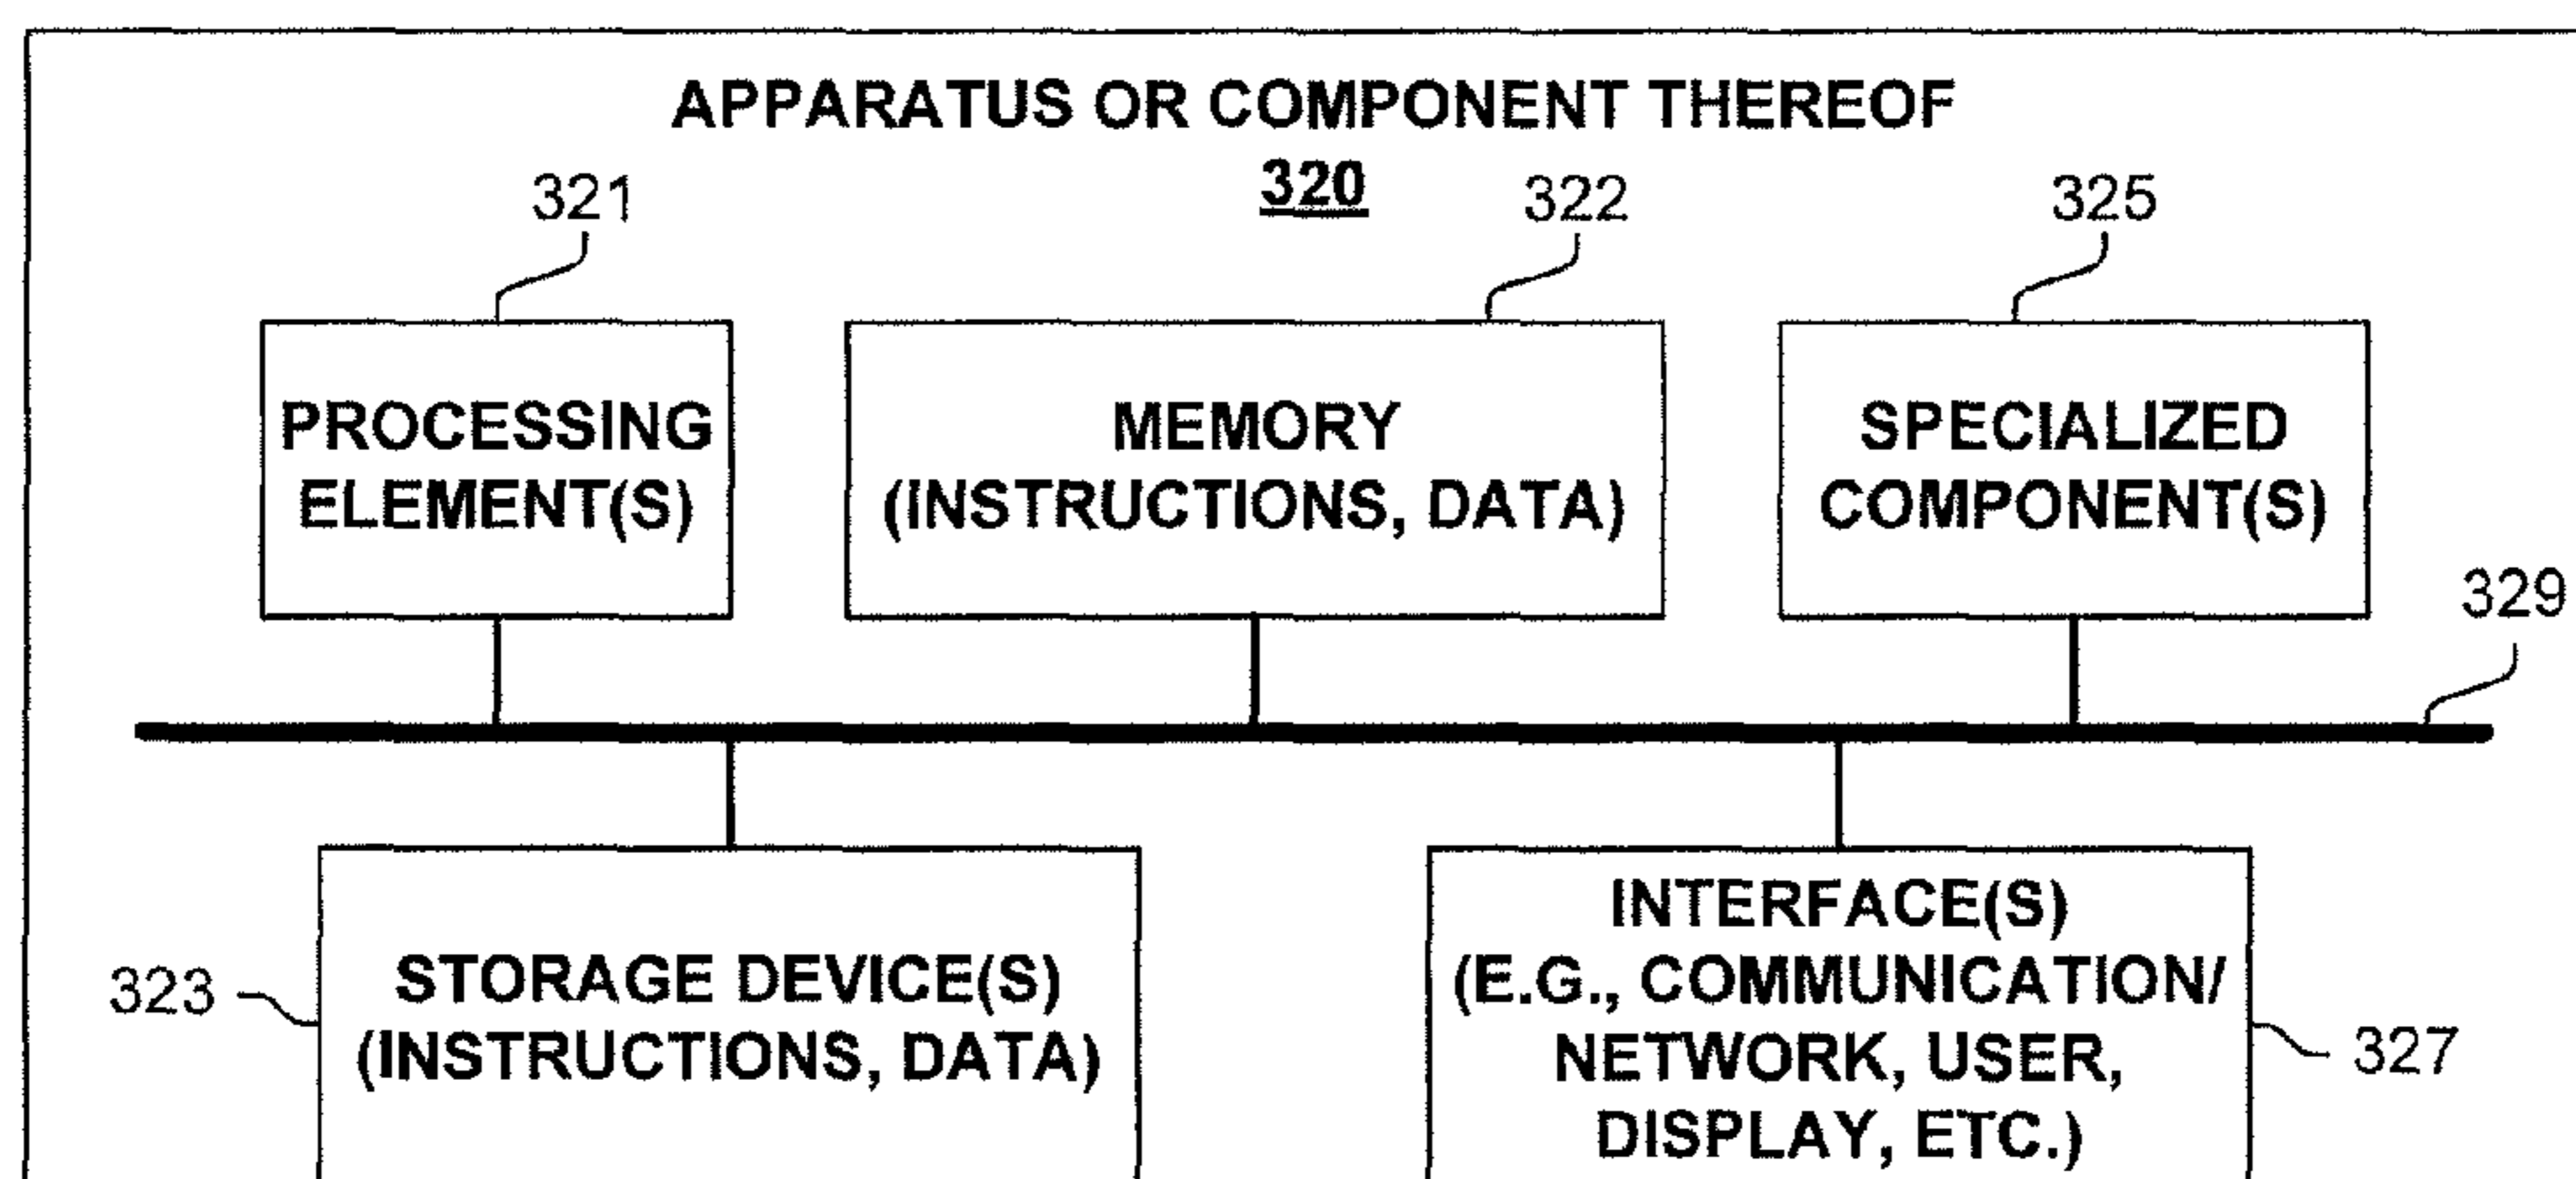 APPARATUS OR COMPONENT THEREOF
320
321
322
325
PROCESSING
ELEMENT(S)
MEMORY
(INSTRUCTIONS, DATA)
SPECIALIZED
COMPONENT(S)
329
323
STORAGE DEVICE(S)
(INSTRUCTIONS, DATA)
INTERFACE(S)
(E.G., COMMUNICATION/
NETWORK, USER,
DISPLAY, ETC.)
327